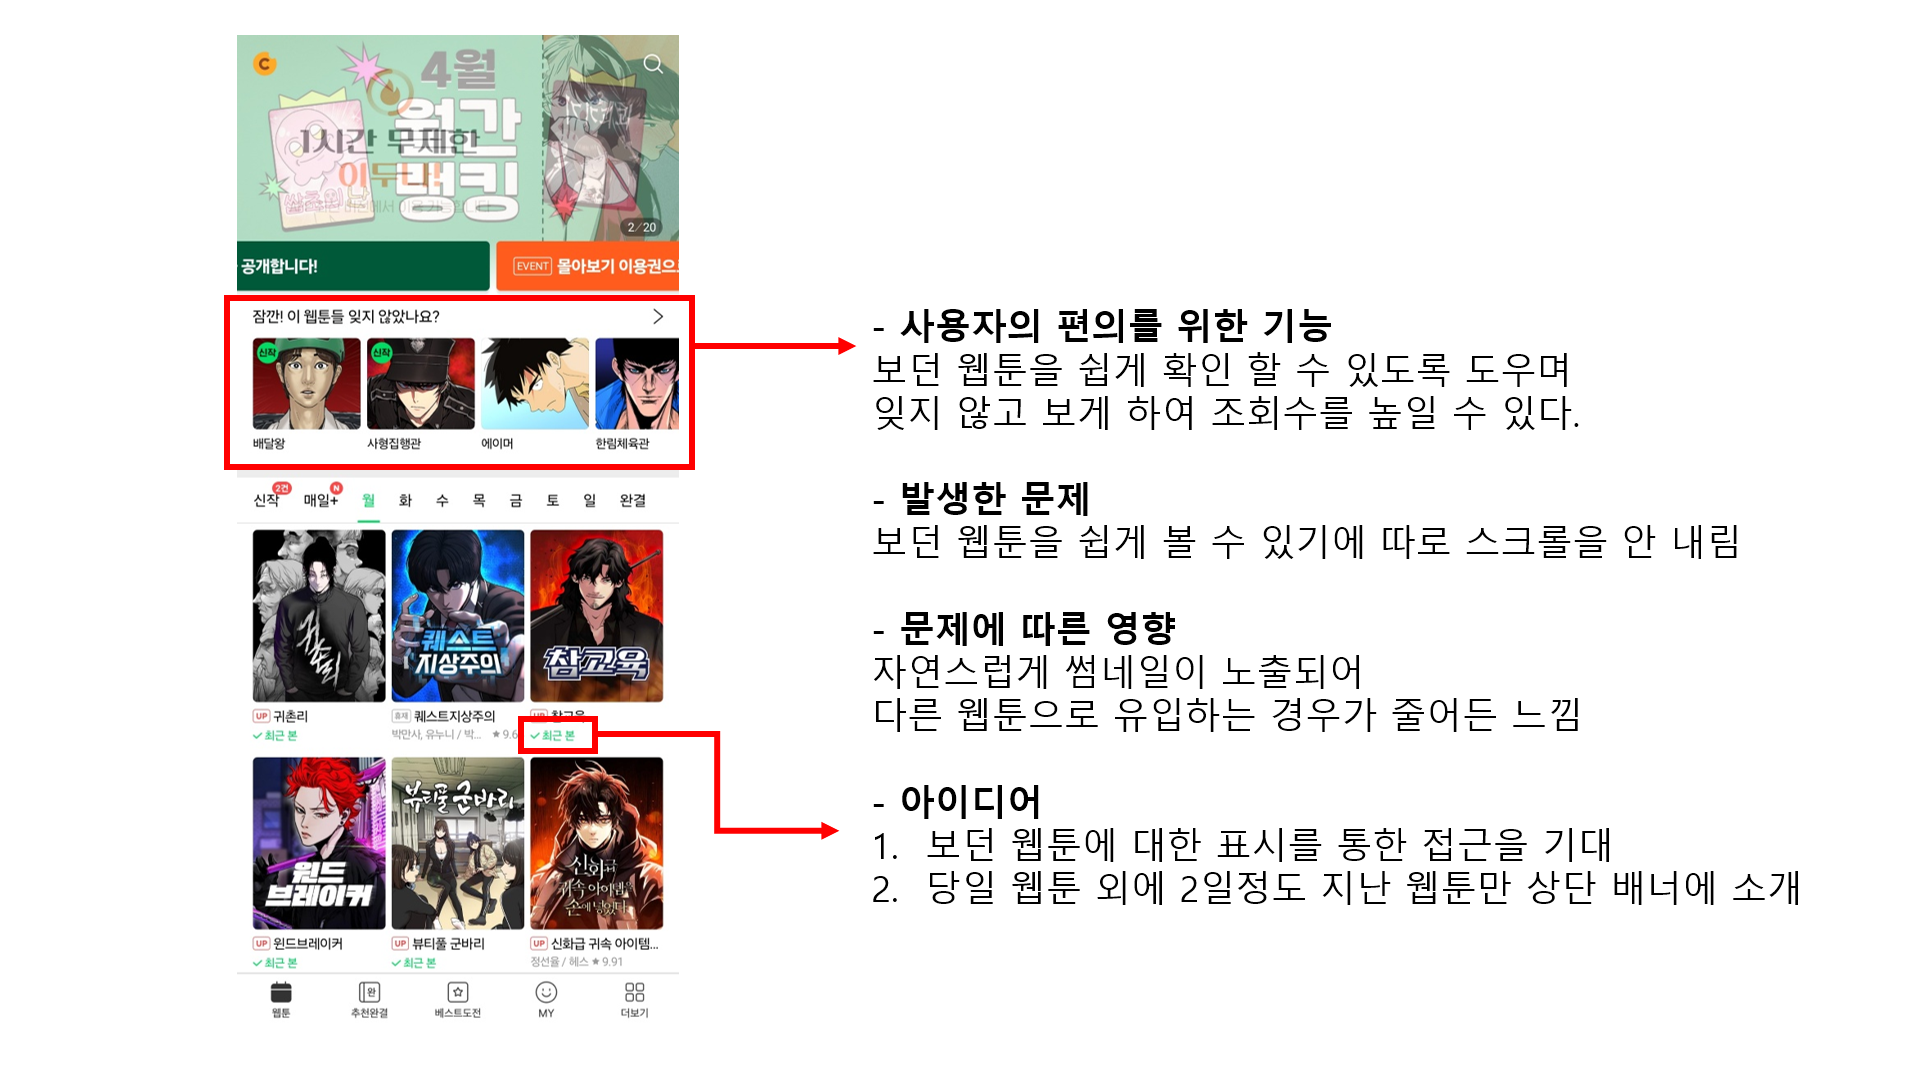 C
4월
월간
랭킹
1시간 무제한
이두나!
2/20
공개합니다!
EVENT 몰아보기 이용권으로
잠깐! 이 웹툰들 잊지 않았나요?
신작
신작
배달왕
사형집행관
에이머
한림체육관
2건
N
신작 매일+ 월 화 수 목 금 토 일 완결
귀촌리
퀘스트
지상주의
참교육
UP 귀촌리
휴재 퀘스트지상주의
UP 참교육
최근 본
박만사, 유누니 / 박... ★ 9.6
최근 본
윈드
브레이커
뷰티풀 군바리
신화급
귀속 아이템을
손에 넣었다
UP 윈드브레이커
UP 뷰티풀 군바리
UP 신화급 귀속 아이템...
최근 본
최근 본
정선율 / 헤스 ★ 9.91
완
웹툰
추천완결
베스트도전
MY
더보기
- 사용자의 편의를 위한 기능
보던 웹툰을 쉽게 확인 할 수 있도록 도우며
잊지 않고 보게 하여 조회수를 높일 수 있다.
- 발생한 문제
보던 웹툰을 쉽게 볼 수 있기에 따로 스크롤을 안 내림
- 문제에 따른 영향
자연스럽게 썸네일이 노출되어
다른 웹툰으로 유입하는 경우가 줄어든 느낌
- 아이디어
1. 보던 웹툰에 대한 표시를 통한 접근을 기대
2. 당일 웹툰 외에 2일정도 지난 웹툰만 상단 배너에 소개